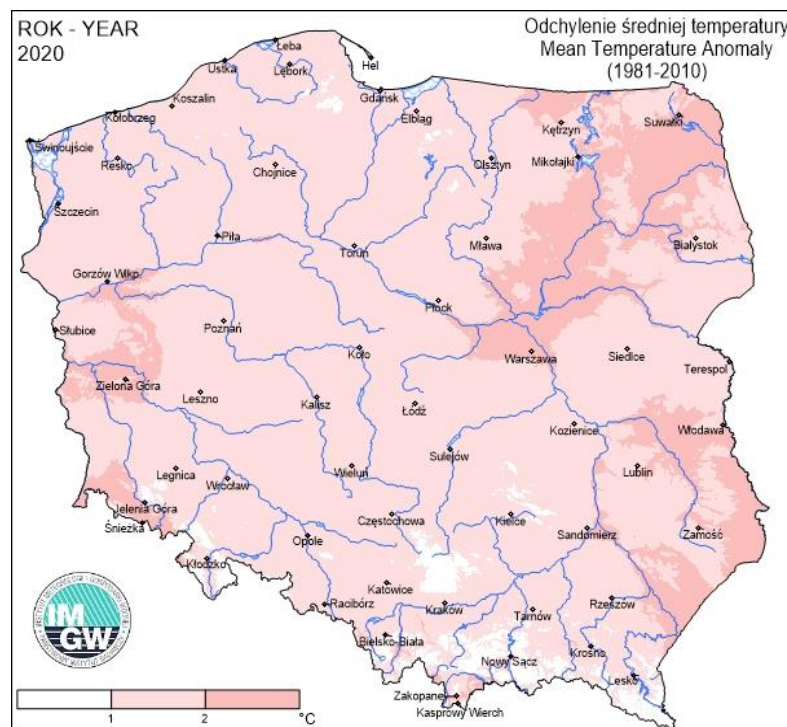 ROK - YEAR
2020
Odchylenie średniej temperatury
Mean Temperature Anomaly
(1981-2010)
Łeba
Ustka
Lębork
Hel
Koszalin
Gdańsk
Kołobrzeg
Elbląg
Kętrzyn
Suwałki
Świnoujście
Resko
Chojnice
Olsztyn
Mikołajki
Szczecin
Piła
Toruń
Mława
Białystok
Gorzów Wlkp.
Płock
Słubice
Poznań
Koło
Warszawa
Siedlce
Terespol
Zielona Góra
Leszno
Kalisz
Łódź
Kozienice
Włodawa
Sulejów
Legnica
Wrocław
Wieluń
Lublin
Jelenia Góra
Śnieżka
Opole
Częstochowa
Kielce
Sandomierz
Zamość
Kłodzko
Katowice
Racibórz
Kraków
Tarnów
Rzeszów
Bielsko-Biała
Nowy Sącz
Krosno
Lesko
Zakopane
Kasprowy Wierch
IM
GW
1 2 °C